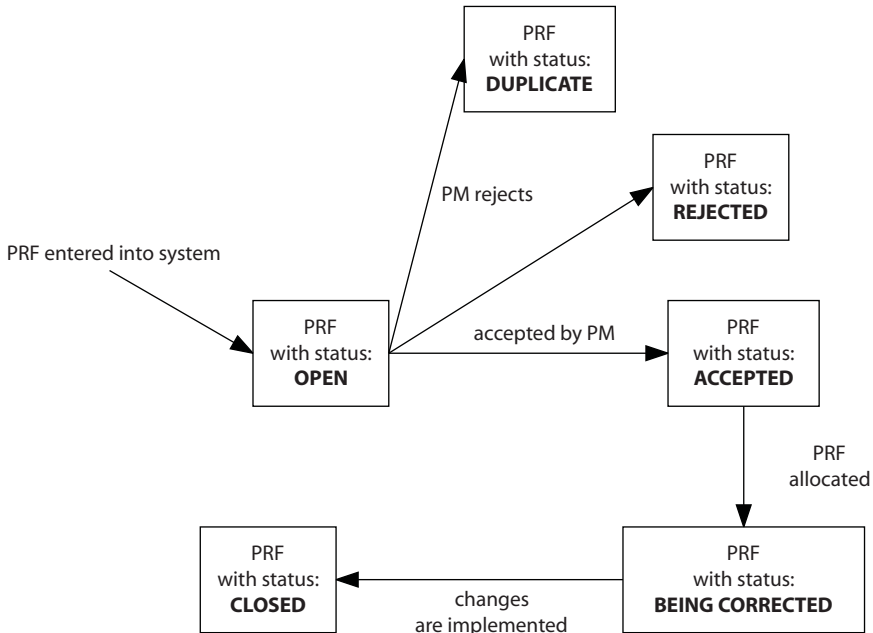 PRF
with status:
DUPLICATE
PRF
with status:
REJECTED
PM rejects
PRF entered into system
PRF
with status:
OPEN
accepted by PM
PRF
with status:
ACCEPTED
PRF
allocated
PRF
with status:
CLOSED
changes
are implemented
PRF
with status:
BEING CORRECTED